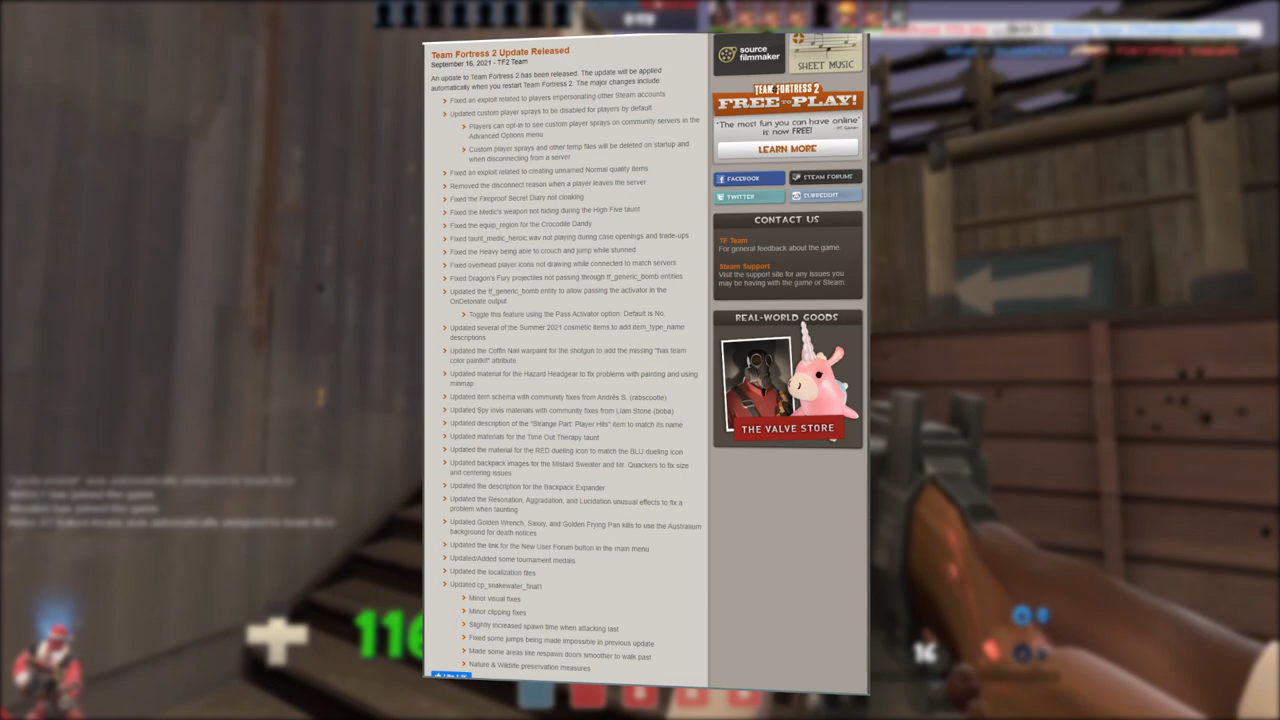 Team Fortress 2 Update Released
September 16, 2021 - TF2 Team
An update to Team Fortress 2 has been released. The update will be applied
automatically when you restart Team Fortress 2. The major changes include:
Fixed an exploit related to players impersonating other Steam accounts
Updated custom player sprays to be disabled for players by default
Players can opt-in to see custom player sprays on community servers in the
Advanced Options menu
Custom player sprays and other temp files will be deleted on startup and
when disconnecting from a server
Fixed an exploit related to creating unnamed Normal quality items
Removed the disconnect reason when a player leaves the server
Fixed the Fireproof Secret Diary not cloaking
Fixed the Medic's weapon not hiding during the High Five taunt
Fixed the equip_region for the Crocodile Dandy
Fixed taunt_medic_heroic.wav not playing during case openings and trade-ups
Fixed the Heavy being able to crouch and jump while stunned
Fixed overhead player icons not drawing while connected to match servers
Fixed Dragon's Fury projectiles not passing through tf_generic_bomb entities
Updated the tf_generic_bomb entity to allow passing the activator in the
OnDetonate output
Toggle this feature using the Pass Activator option. Default is No.
Updated several of the Summer 2021 cosmetic items to add item_type_name
descriptions
Updated the Coffin Nail warpaint for the shotgun to add the missing "has team
color paintkit" attribute
Updated material for the Hazard Headgear to fix problems with painting and using
minmap
Updated item schema with community fixes from Andrés S. (rabscootle)
Updated Spy invis materials with community fixes from Liam Stone (boba)
Updated description of the "Strange Part: Player Hits" item to match its name
Updated materials for the Time Out Therapy taunt
Updated the material for the RED dueling icon to match the BLU dueling icon
Updated backpack images for the Mislaid Sweater and Mr. Quackers to fix size
and centering issues
Updated the description for the Backpack Expander
Updated the Resonation, Aggradation, and Lucidation unusual effects to fix a
problem when taunting
Updated Golden Wrench, Saxxy, and Golden Frying Pan kills to use the Australium
background for death notices
Updated the link for the New User Forum button in the main menu
Updated/Added some tournament medals
Updated the localization files
Updated cp_snakewater_final1
Minor visual fixes
Minor clipping fixes
Slightly increased spawn time when attacking last
Fixed some jumps being made impossible in previous update
Made some areas like respawn doors smoother to walk past
Nature & Wildlife preservation measures
source
filmmaker
SHEET MUSIC
TEAM FORTRESS 2
FREE TO PLAY!
"The most fun you can have online"
is now FREE!
PC Gamer
LEARN MORE
FACEBOOK
STEAM FORUMS
TWITTER
SUBREDDIT
CONTACT US
TF Team
For general feedback about the game.
Steam Support
Visit the support site for any issues you
may be having with the game or Steam.
REAL-WORLD GOODS
THE VALVE STORE
116
16